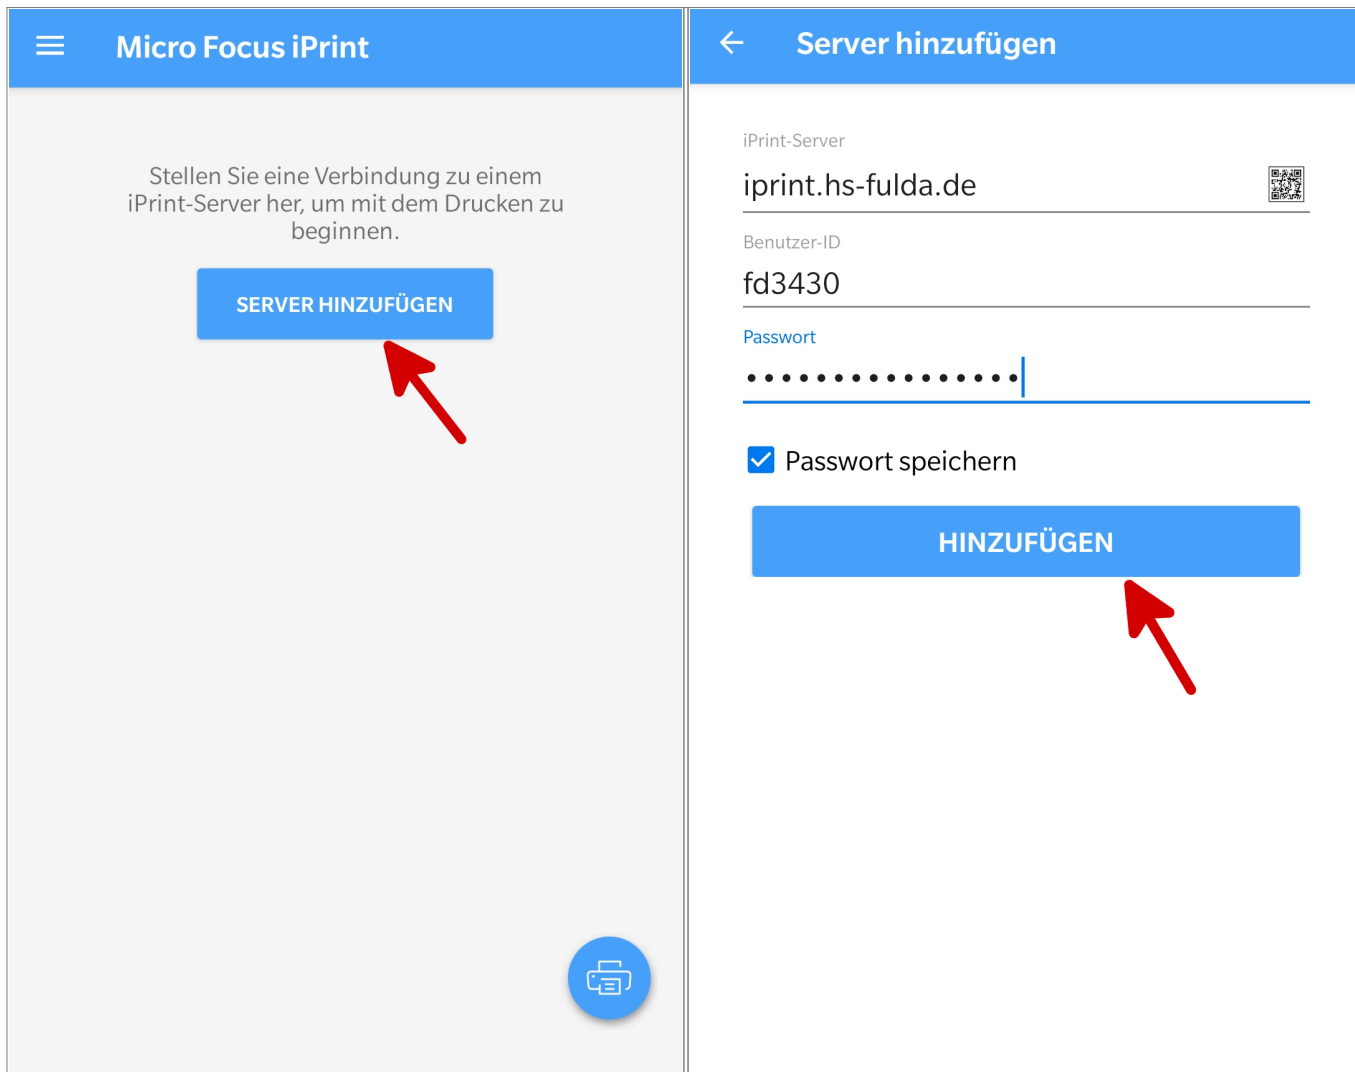 Micro Focus iPrint
Stellen Sie eine Verbindung zu einem
iPrint-Server her, um mit dem Drucken zu
beginnen.
SERVER HINZUFÜGEN
Server hinzufügen
iPrint-Server
iprint.hs-fulda.de
Benutzer-ID
fd3430
Passwort
••••••••••••••••
Passwort speichern
HINZUFÜGEN